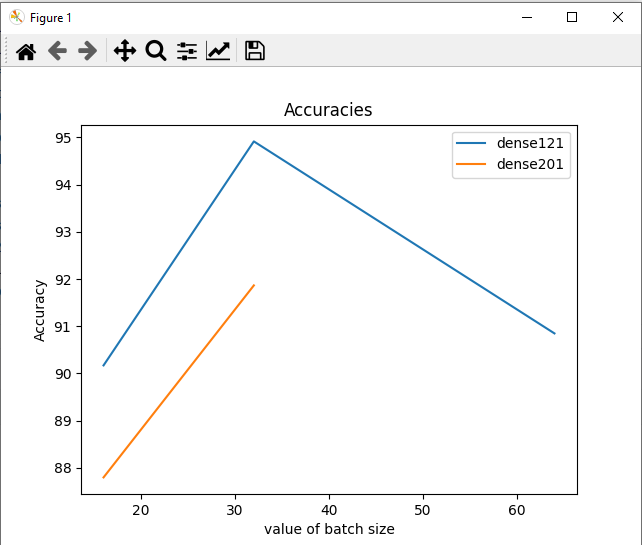 Figure 1
Accuracies
95
94
93
92
91
90
89
88
Accuracy
dense121
dense201
20
30
40
50
60
value of batch size